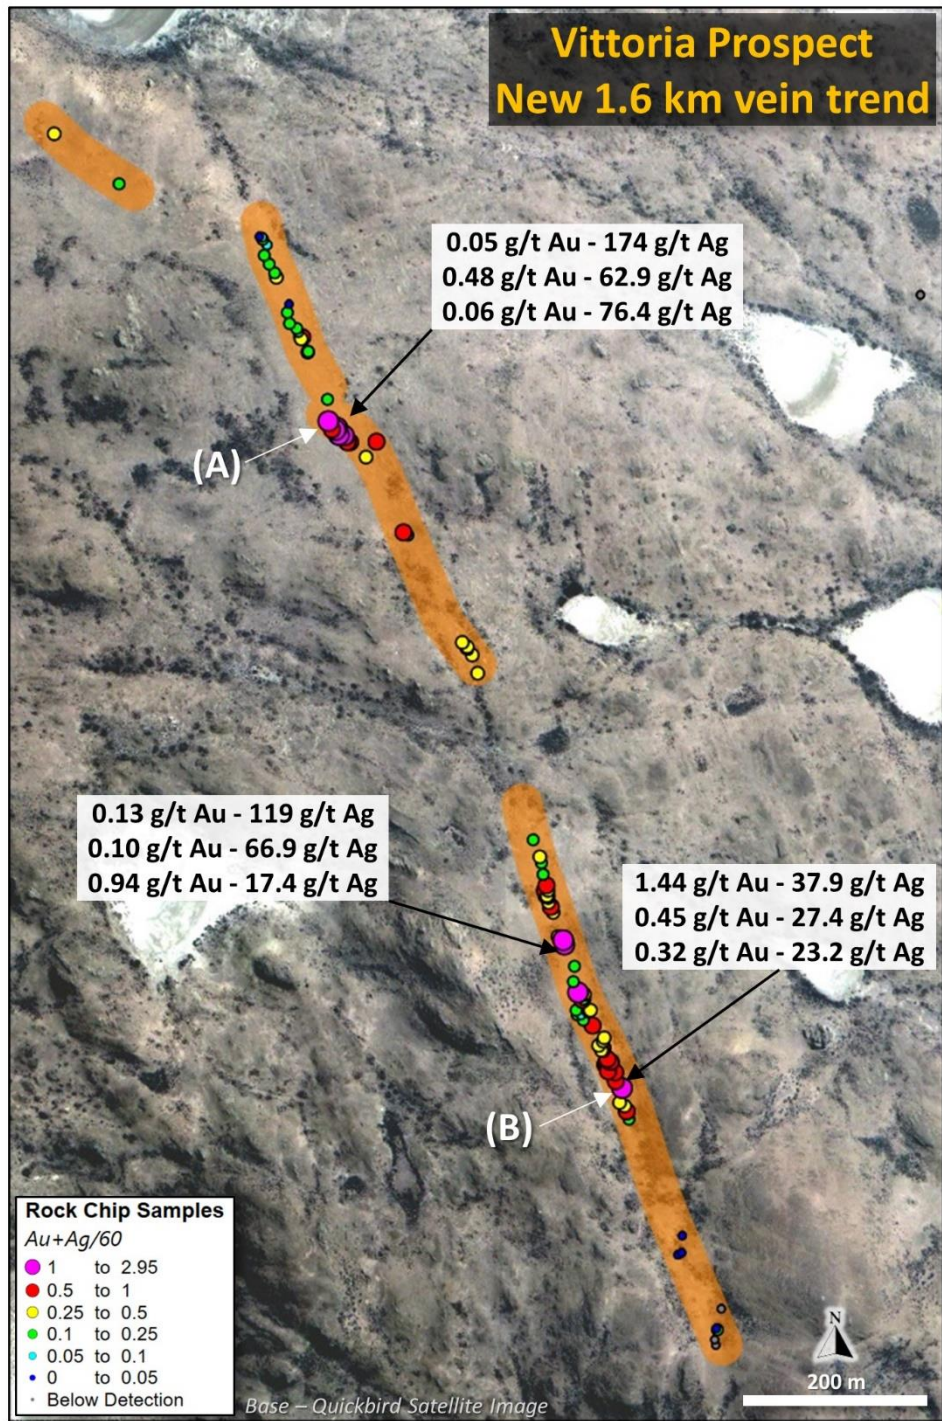 Vittoria Prospect
New 1.6 km vein trend
0.05 g/t Au - 174 g/t Ag
0.48 g/t Au - 62.9 g/t Ag
0.06 g/t Au - 76.4 g/t Ag
(A)
0.13 g/t Au - 119 g/t Ag
0.10 g/t Au - 66.9 g/t Ag
0.94 g/t Au - 17.4 g/t Ag
1.44 g/t Au - 37.9 g/t Ag
0.45 g/t Au - 27.4 g/t Ag
0.32 g/t Au - 23.2 g/t Ag
(B)
Rock Chip Samples
Au+Ag/60
1 to 2.95
0.5 to 1
0.25 to 0.5
0.1 to 0.25
0.05 to 0.1
0 to 0.05
Below Detection
Base – Quickbird Satellite Image
N
200 m